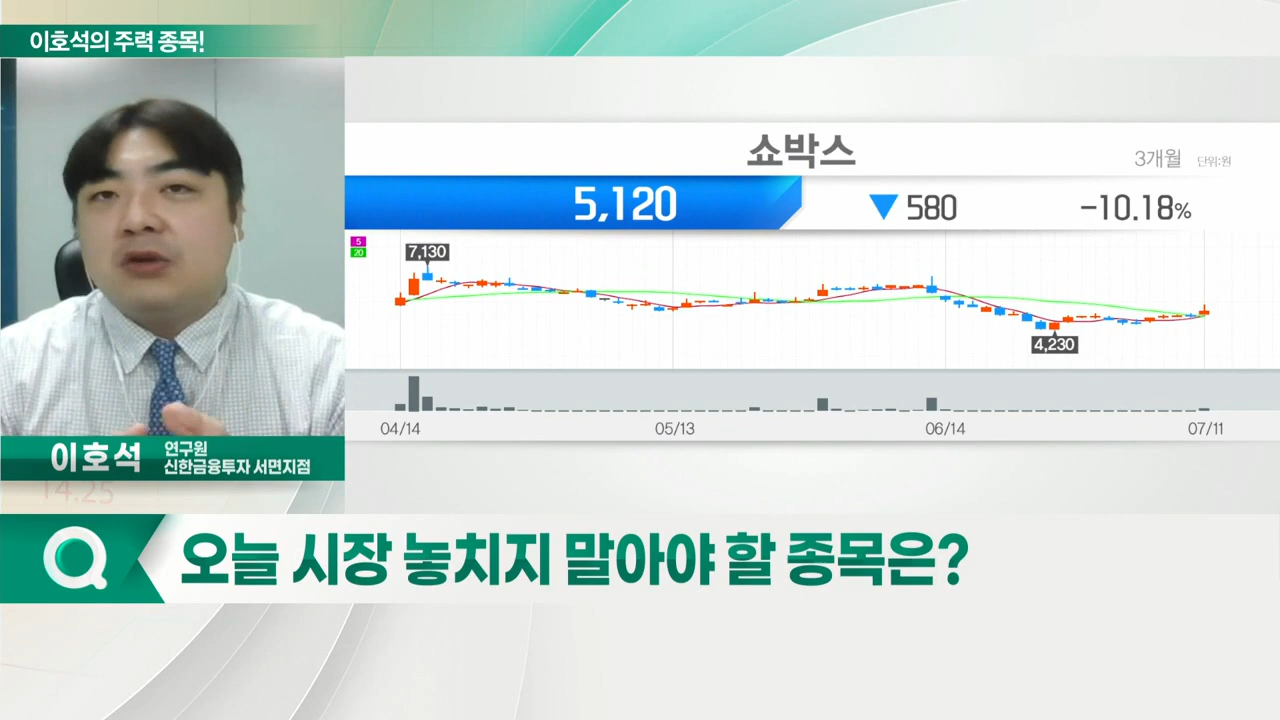 이호석의 주력 종목!
쇼박스
3개월 단위:원
5,120 ▼ 580 -10.18%
5
20
7,130
4,230
04/14 05/13 06/14 07/11
이호석 연구원
신한금융투자 서면지점
14.25
Q 오늘 시장 놓치지 말아야 할 종목은?